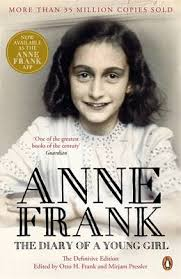 MORE THAN 35 MILLION COPIES SOLD
NOW
AVAILABLE
AS THE
ANNE FRANK
APP
'One of the greatest
books of the century'
Guardian
ANNE
FRANK
THE DIARY OF A YOUNG GIRL
The Definitive Edition
Edited by Otto H. Frank and Mirjam Pressler